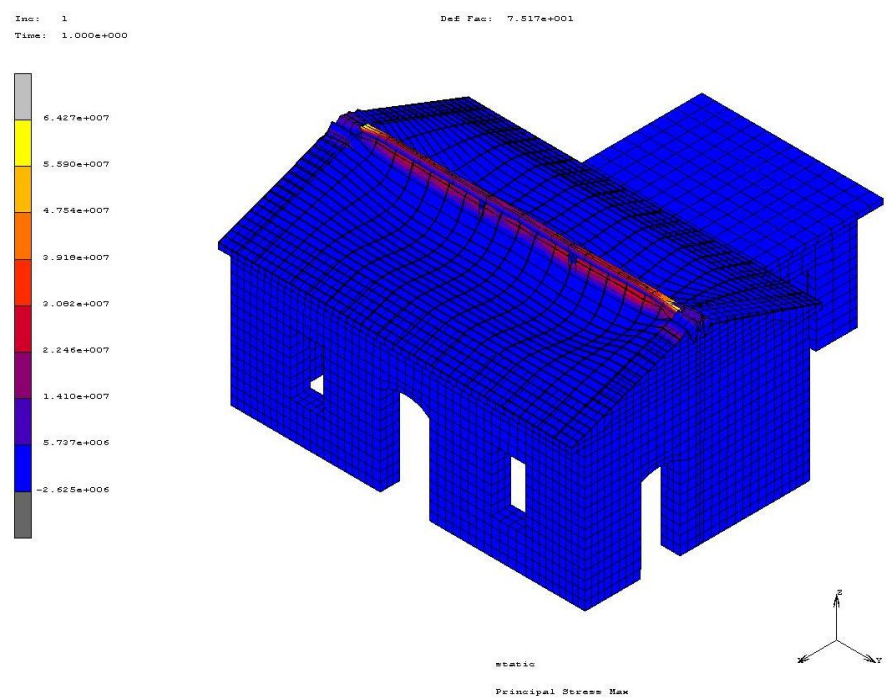 Inc: 1
Time: 1.000e+000
Def Fac: 7.517e+001
6.427e+007
5.590e+007
4.754e+007
3.918e+007
3.082e+007
2.246e+007
1.410e+007
5.737e+006
-2.625e+006
Z
X
Y
static
Principal Stress Max